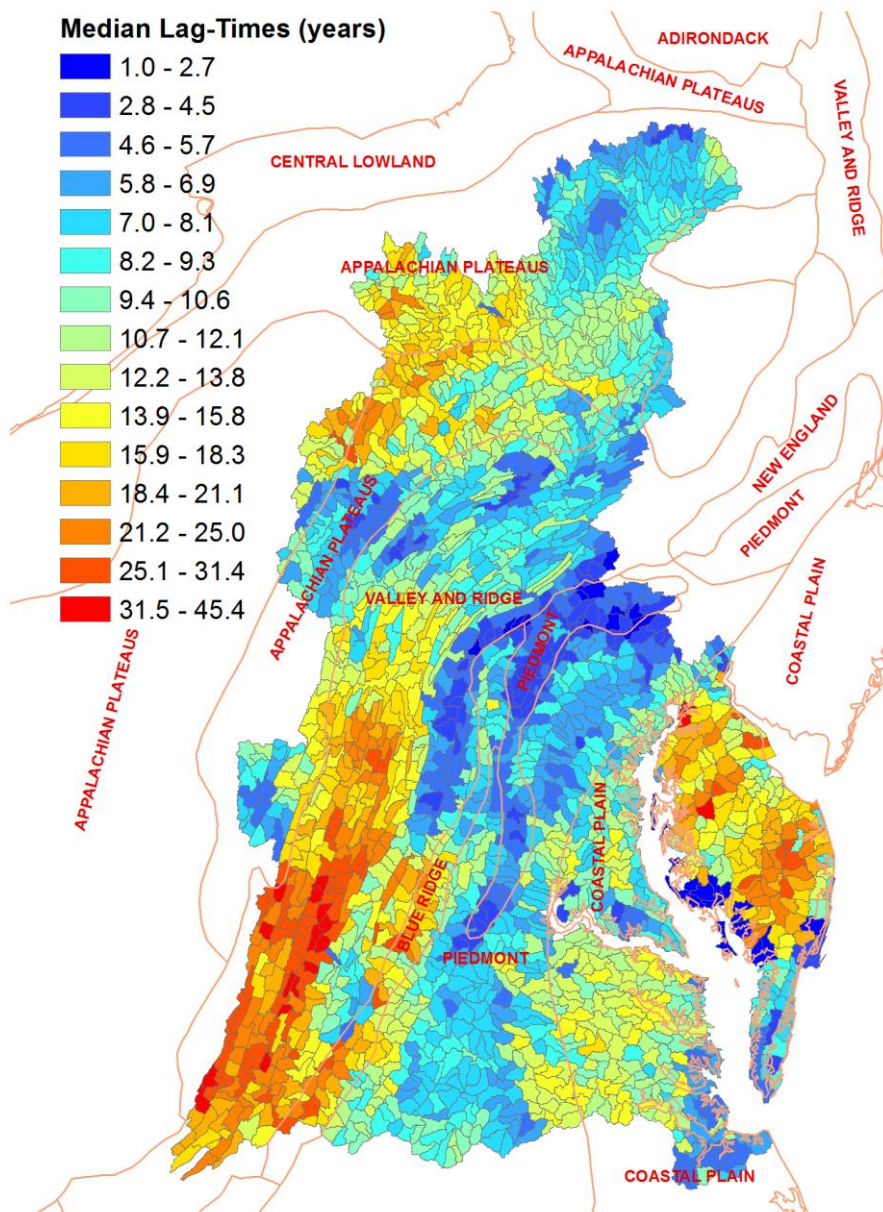 Median Lag-Times (years)
1.0 - 2.7
2.8 - 4.5
4.6 - 5.7
5.8 - 6.9
7.0 - 8.1
8.2 - 9.3
9.4 - 10.6
10.7 - 12.1
12.2 - 13.8
13.9 - 15.8
15.9 - 18.3
18.4 - 21.1
21.2 - 25.0
25.1 - 31.4
31.5 - 45.4
ADIRONDACK
APPALACHIAN PLATEAUS
VALLEY AND RIDGE
CENTRAL LOWLAND
APPALACHIAN PLATEAUS
NEW ENGLAND
PIEDMONT
COASTAL PLAIN
APPALACHIAN PLATEAUS
VALLEY AND RIDGE
PIEDMONT
APPALACHIAN PLATEAUS
COASTAL PLAIN
BLUE RIDGE
PIEDMONT
COASTAL PLAIN